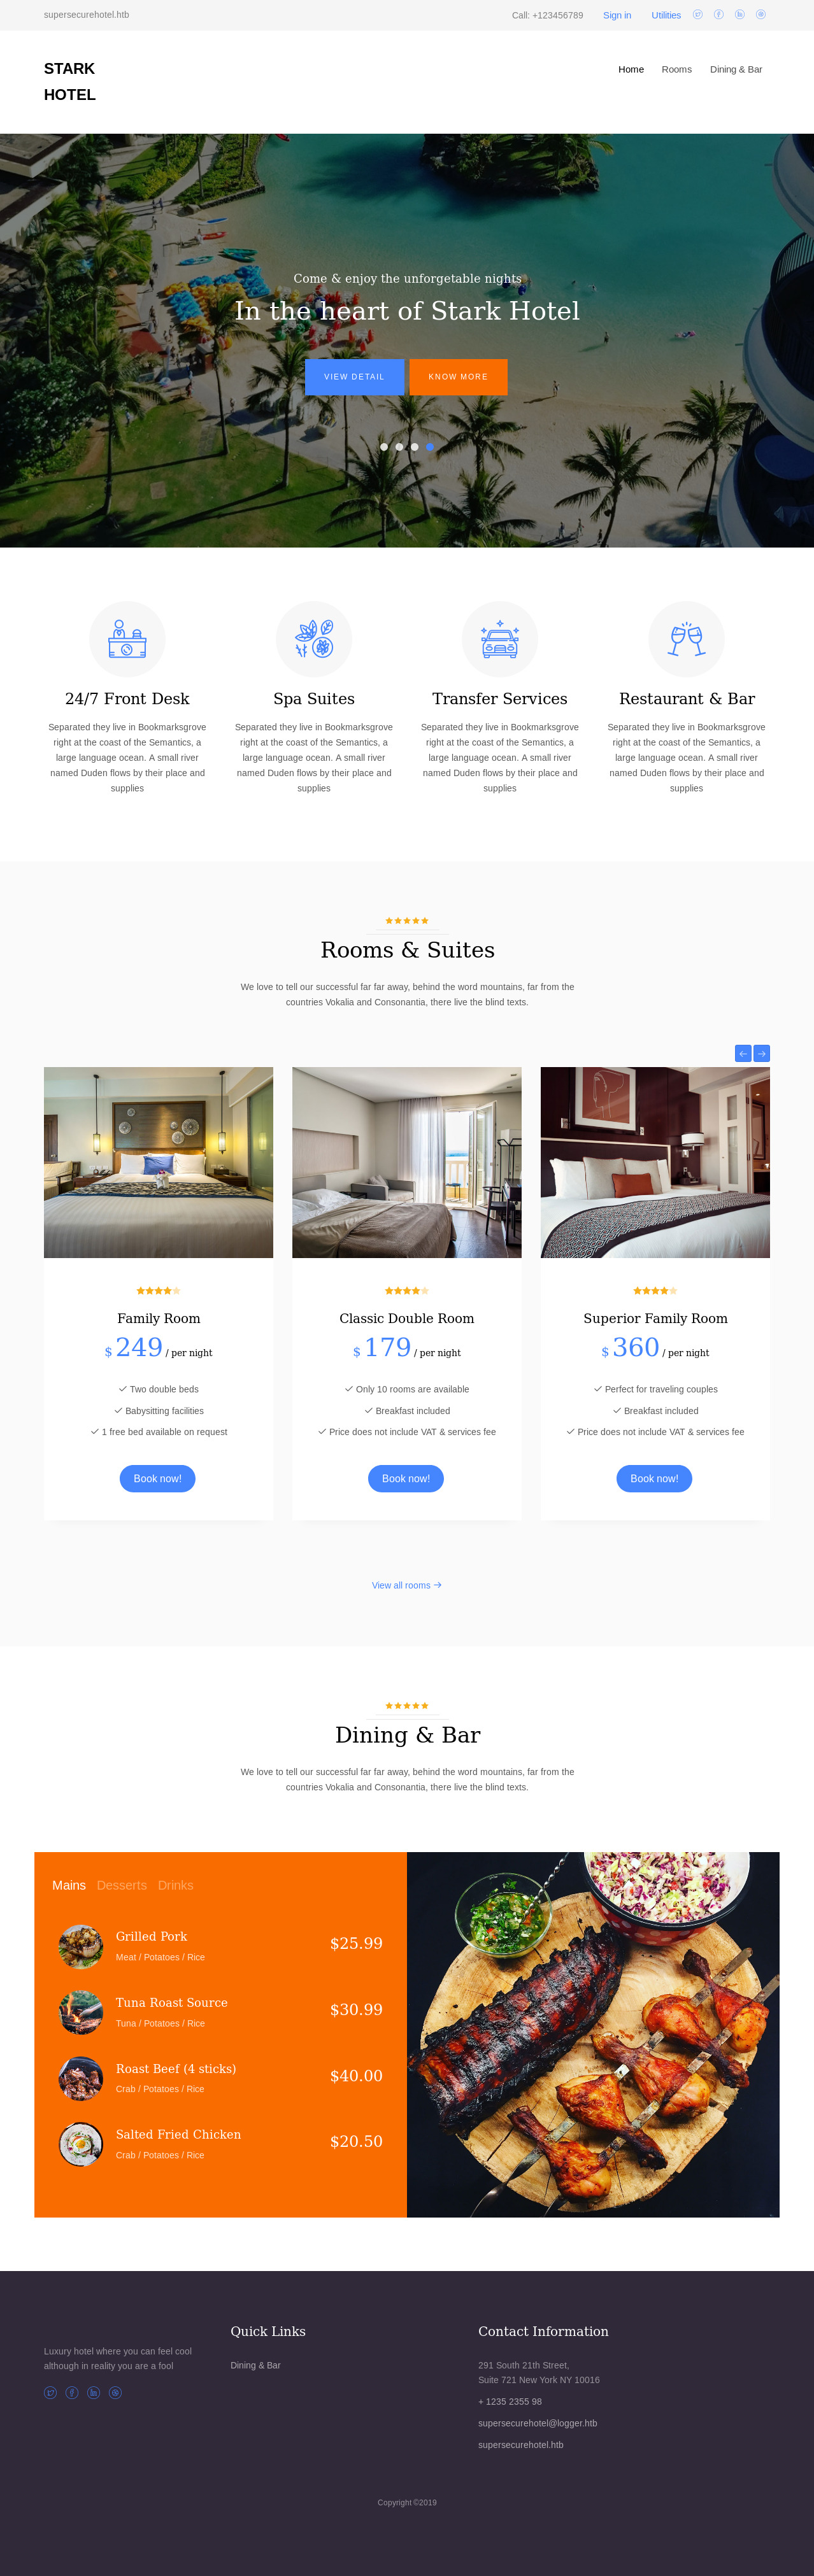 supersecurehotel.htb
Call: +123456789 Sign in Utilities
STARK
HOTEL
Home Rooms Dining & Bar
Come & enjoy the unforgetable nights
In the heart of Stark Hotel
VIEW DETAIL KNOW MORE
24/7 Front Desk
Separated they live in Bookmarksgrove
right at the coast of the Semantics, a
large language ocean. A small river
named Duden flows by their place and
supplies
Spa Suites
Separated they live in Bookmarksgrove
right at the coast of the Semantics, a
large language ocean. A small river
named Duden flows by their place and
supplies
Transfer Services
Separated they live in Bookmarksgrove
right at the coast of the Semantics, a
large language ocean. A small river
named Duden flows by their place and
supplies
Restaurant & Bar
Separated they live in Bookmarksgrove
right at the coast of the Semantics, a
large language ocean. A small river
named Duden flows by their place and
supplies
Rooms & Suites
We love to tell our successful far far away, behind the word mountains, far from the
countries Vokalia and Consonantia, there live the blind texts.
Family Room
$ 249 / per night
Two double beds
Babysitting facilities
1 free bed available on request
Book now!
Classic Double Room
$ 179 / per night
Only 10 rooms are available
Breakfast included
Price does not include VAT & services fee
Book now!
Superior Family Room
$ 360 / per night
Perfect for traveling couples
Breakfast included
Price does not include VAT & services fee
Book now!
View all rooms
Dining & Bar
We love to tell our successful far far away, behind the word mountains, far from the
countries Vokalia and Consonantia, there live the blind texts.
Mains Desserts Drinks
Grilled Pork
Meat / Potatoes / Rice
$25.99
Tuna Roast Source
Tuna / Potatoes / Rice
$30.99
Roast Beef (4 sticks)
Crab / Potatoes / Rice
$40.00
Salted Fried Chicken
Crab / Potatoes / Rice
$20.50
Luxury hotel where you can feel cool
although in reality you are a fool
Quick Links
Dining & Bar
Contact Information
291 South 21th Street,
Suite 721 New York NY 10016
+ 1235 2355 98
supersecurehotel@logger.htb
supersecurehotel.htb
Copyright ©2019